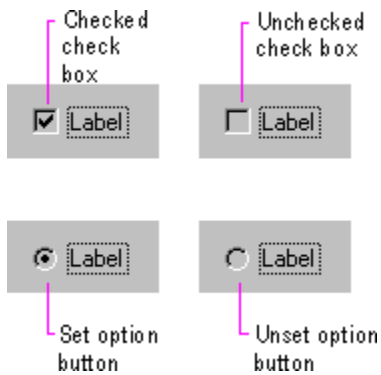 Checked
check
box
Unchecked
check box
Label
Label
Label
Label
Set option
button
Unset option
button